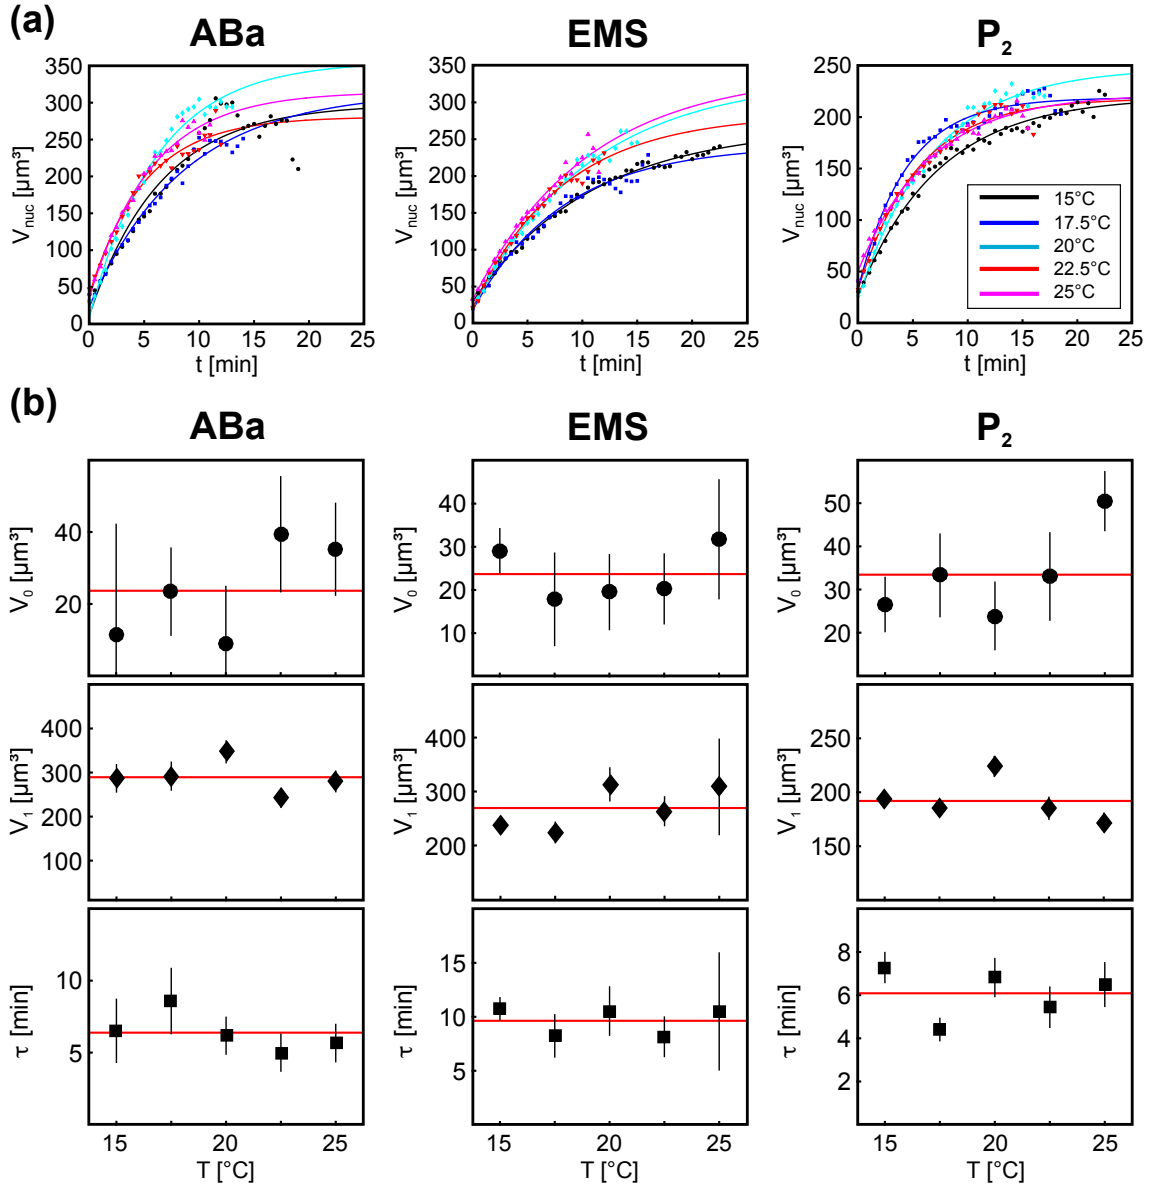 (a)
ABa
EMS
P₂
V_nuc [µm³]
350
300
250
200
150
100
50
0
0 5 10 15 20 25
t [min]
V_nuc [µm³]
350
300
250
200
150
100
50
0
0 5 10 15 20 25
t [min]
V_nuc [µm³]
250
200
150
100
50
0
0 5 10 15 20 25
t [min]
15°C
17.5°C
20°C
22.5°C
25°C
(b)
ABa
EMS
P₂
V₀ [µm³]
40
20
V₀ [µm³]
40
30
20
10
V₀ [µm³]
50
40
30
20
V₁ [µm³]
400
300
200
100
V₁ [µm³]
400
300
200
V₁ [µm³]
250
200
150
τ [min]
10
5
15 20 25
T [°C]
τ [min]
15
10
5
15 20 25
T [°C]
τ [min]
8
6
4
2
15 20 25
T [°C]